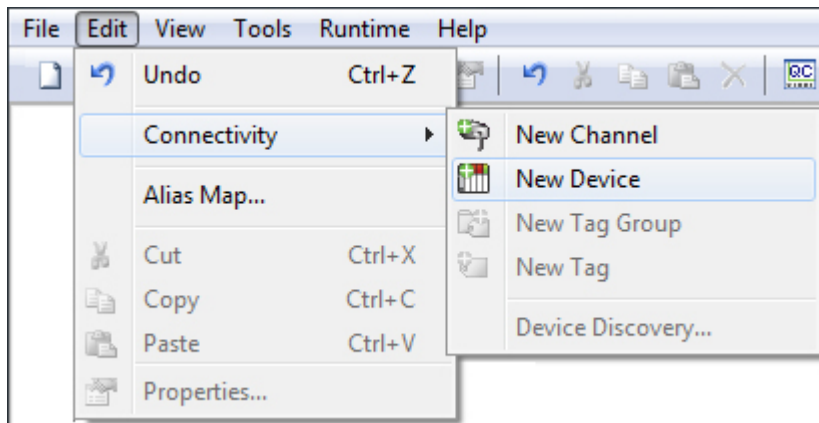 File Edit View Tools Runtime Help
Undo Ctrl+Z
QC
Connectivity
New Channel
New Device
Alias Map...
New Tag Group
Cut Ctrl+X
New Tag
Copy Ctrl+C
Device Discovery...
Paste Ctrl+V
Properties...